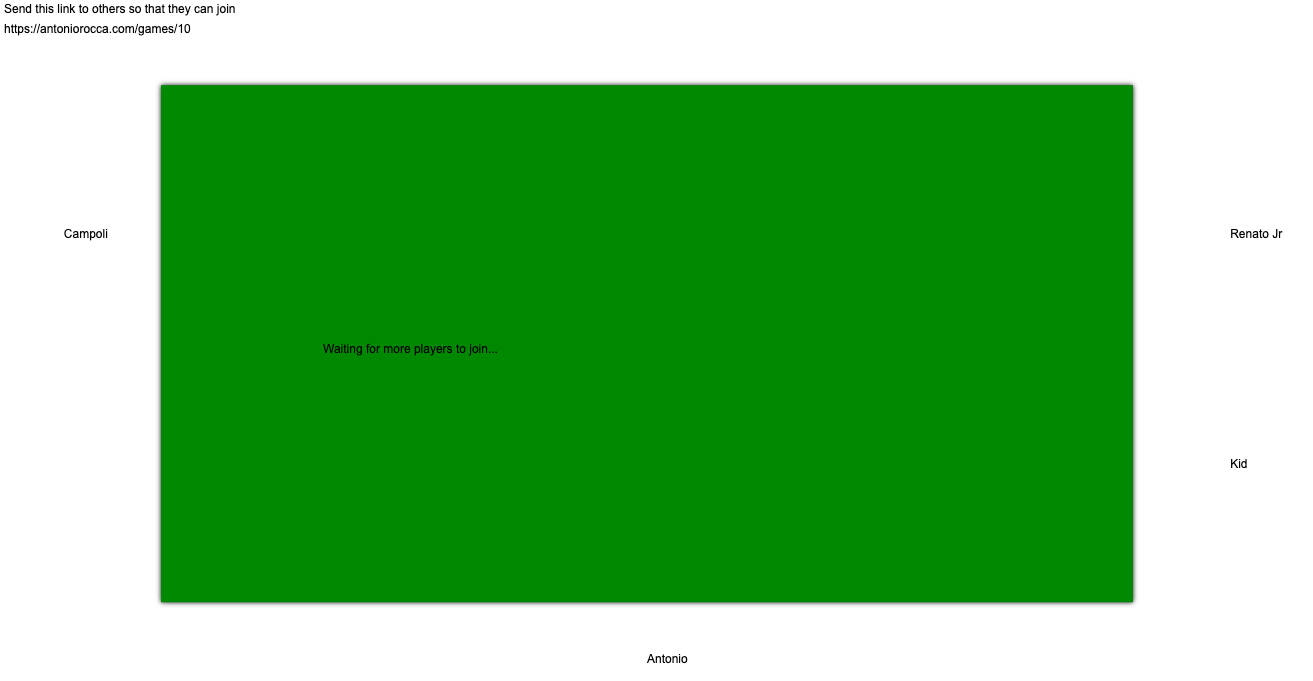 Send this link to others so that they can join
https://antoniorocca.com/games/10
Campoli
Renato Jr
Waiting for more players to join...
Kid
Antonio